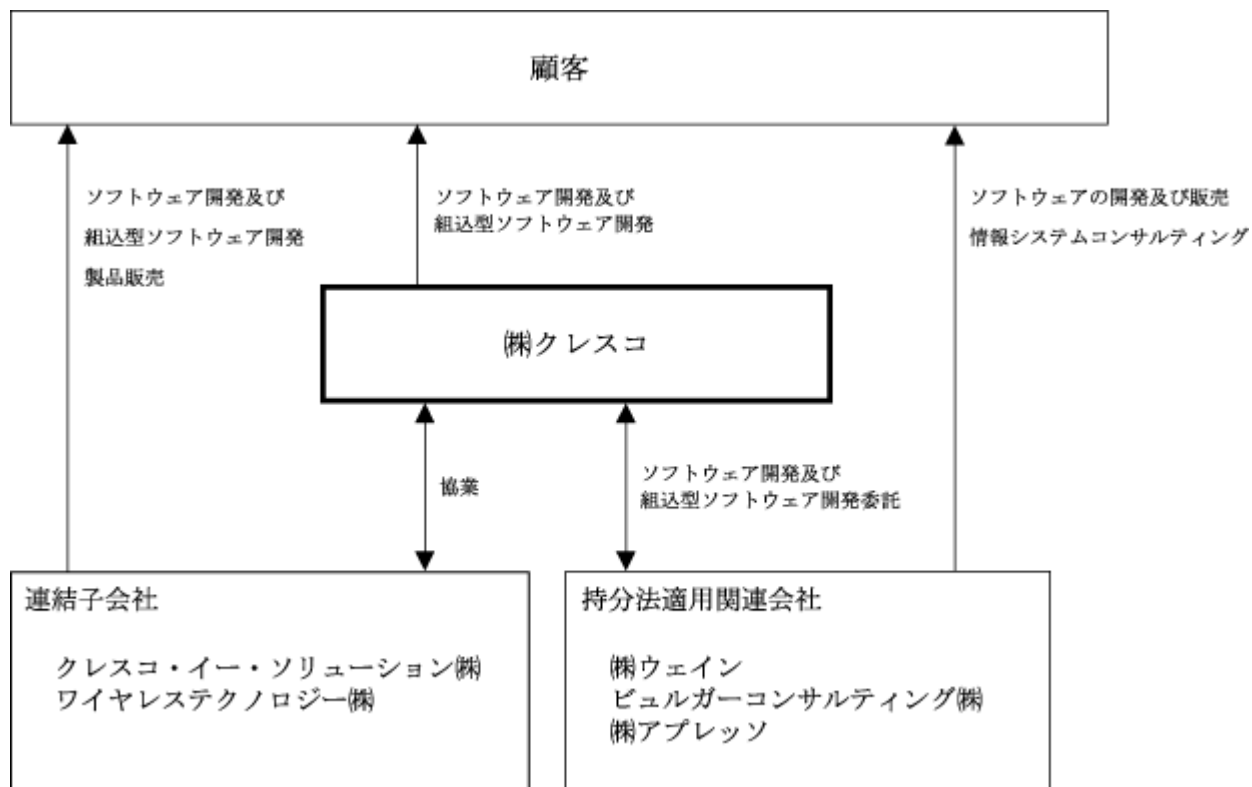 顧客
ソフトウェア開発及び
組込型ソフトウェア開発
製品販売
ソフトウェア開発及び
組込型ソフトウェア開発
ソフトウェアの開発及び販売
情報システムコンサルティング
㈱クレスコ
協業
ソフトウェア開発及び
組込型ソフトウェア開発委託
連結子会社
クレスコ・イー・ソリューション㈱
ワイヤレステクノロジー㈱
持分法適用関連会社
㈱ウェイン
ビュルガーコンサルティング㈱
㈱アプレッソ